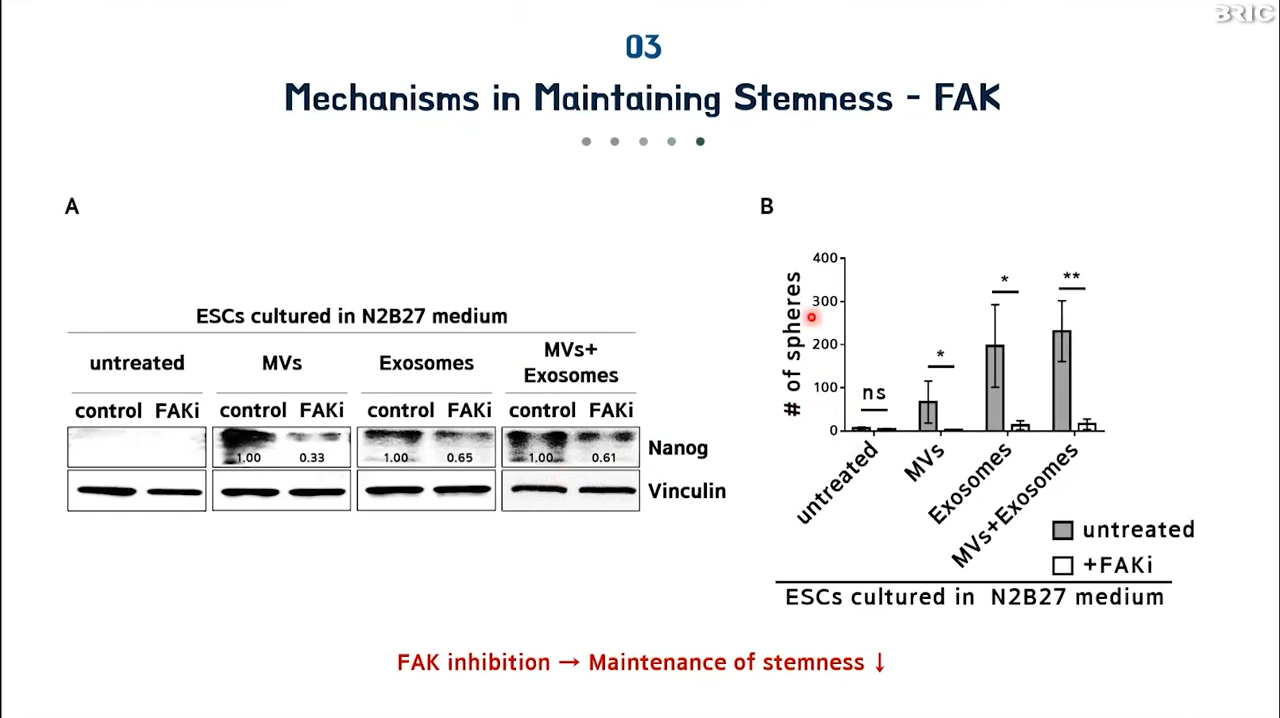 BRIC
03
Mechanisms in Maintaining Stemness - FAK
A
ESCs cultured in N2B27 medium
untreated
MVs
Exosomes
MVs+
Exosomes
control FAKi
control FAKi
control FAKi
control FAKi
1.00 0.33
1.00 0.65
1.00 0.61
Nanog
Vinculin
B
# of spheres
400
300
200
100
0
ns
*
*
**
untreated
MVs
Exosomes
MVs+Exosomes
untreated
+FAKi
ESCs cultured in N2B27 medium
FAK inhibition → Maintenance of stemness ↓